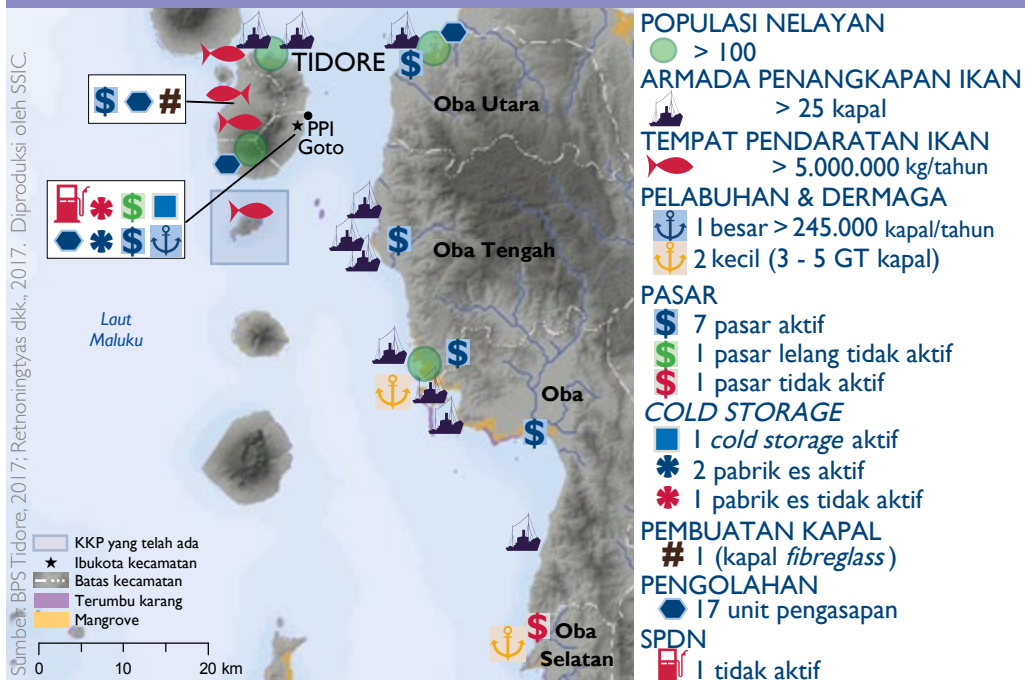 Sumber: BPS Tidore, 2017; Retnoningtyas dkk., 2017. Diproduksi oleh SSIC.
TIDORE
Oba Utara
PPI
Goto
Oba Tengah
Laut
Maluku
Oba
Oba
Selatan
KKP yang telah ada
Ibukota kecamatan
Batas kecamatan
Terumbu karang
Mangrove
0 10 20 km
POPULASI NELAYAN
> 100
ARMADA PENANGKAPAN IKAN
> 25 kapal
TEMPAT PENDARATAN IKAN
> 5.000.000 kg/tahun
PELABUHAN & DERMAGA
1 besar > 245.000 kapal/tahun
2 kecil (3 - 5 GT kapal)
PASAR
$ 7 pasar aktif
$ 1 pasar lelang tidak aktif
$ 1 pasar tidak aktif
COLD STORAGE
1 cold storage aktif
2 pabrik es aktif
1 pabrik es tidak aktif
PEMBUATAN KAPAL
# 1 (kapal fibreglass)
PENGOLAHAN
17 unit pengasapan
SPDN
1 tidak aktif